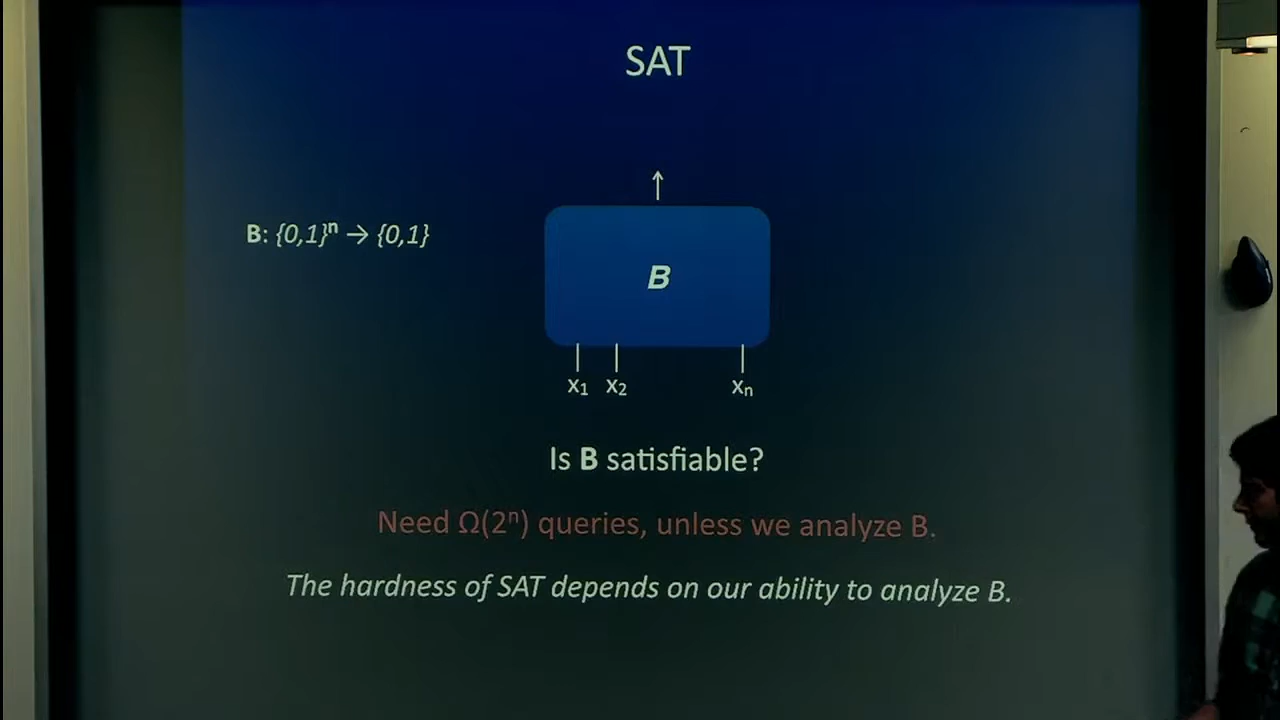 SAT
B: {0,1}ⁿ → {0,1}
B
x₁ x₂ xₙ
Is B satisfiable?
Need Ω(2ⁿ) queries, unless we analyze B.
The hardness of SAT depends on our ability to analyze B.